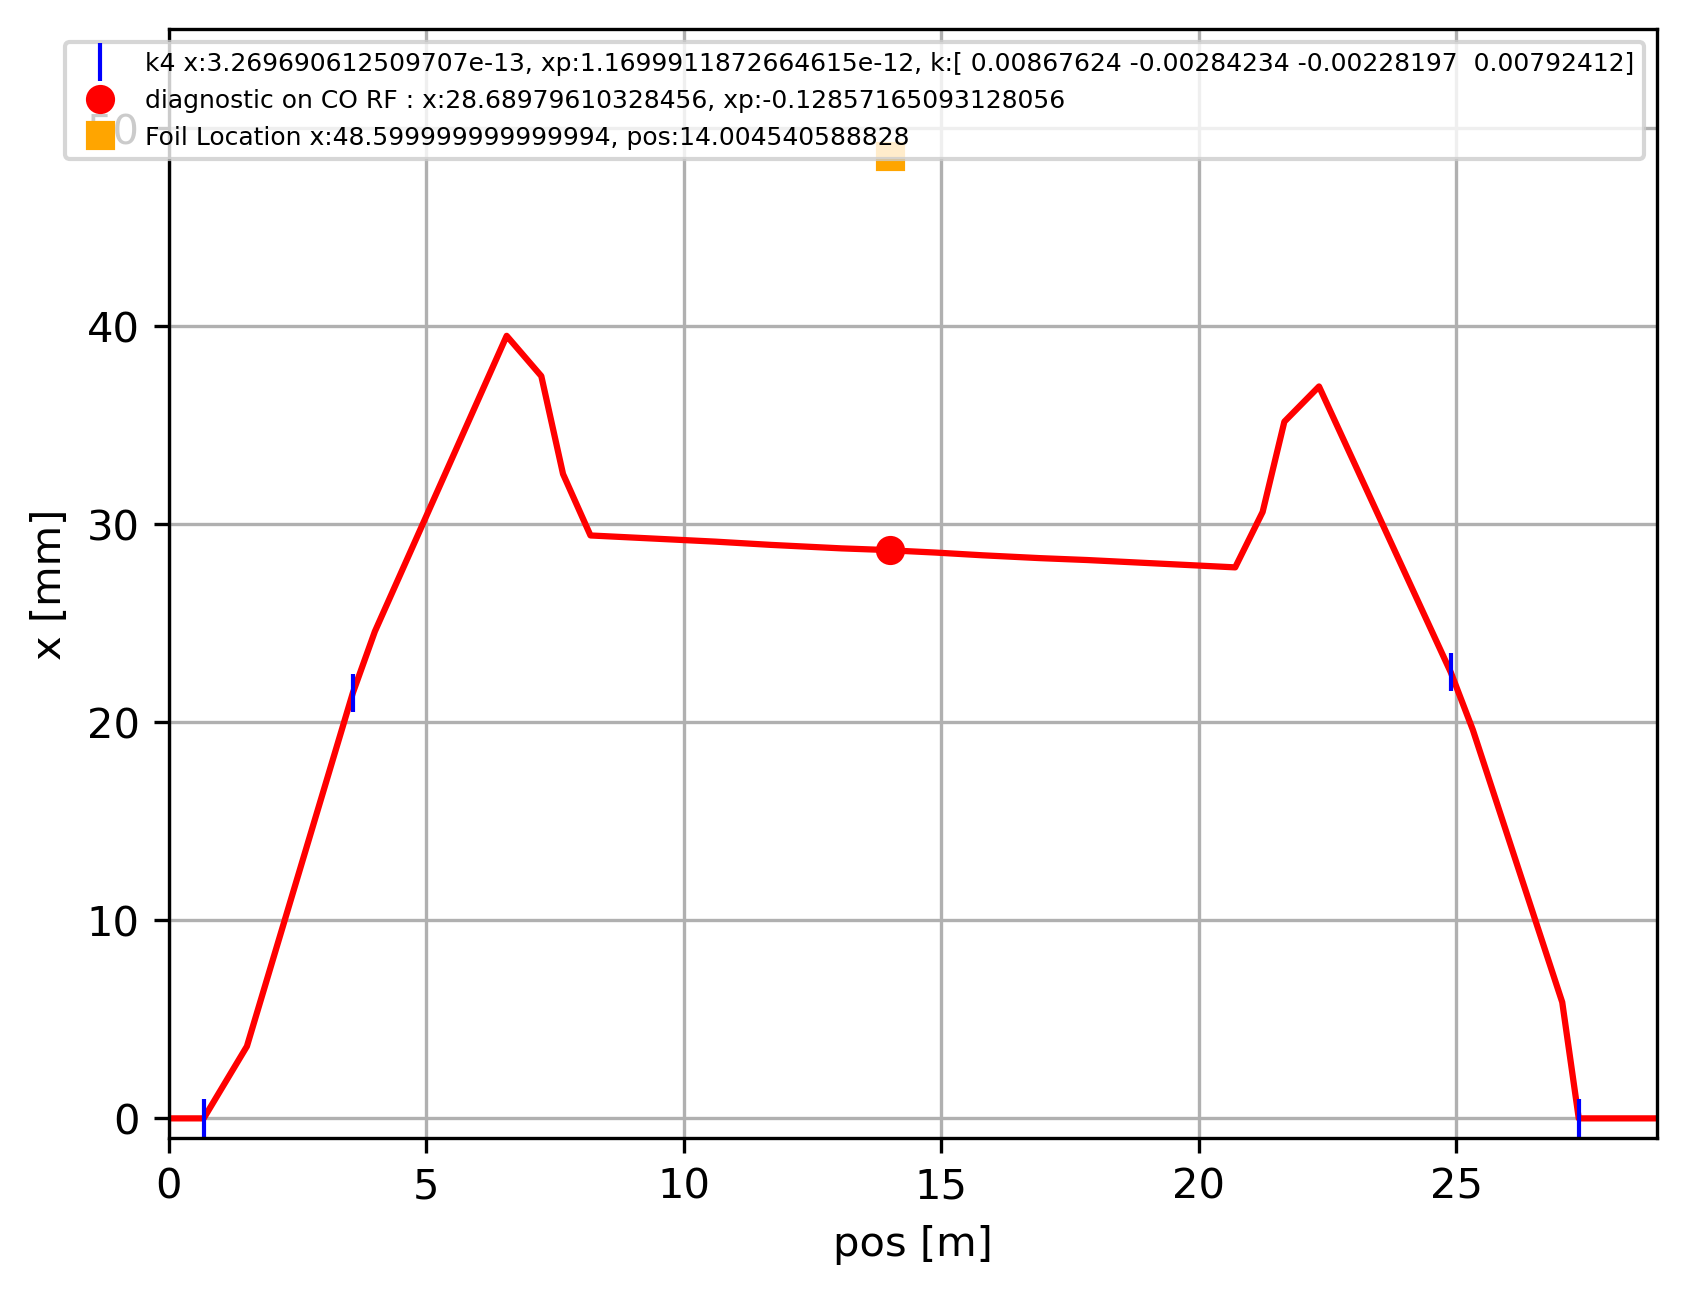 k4 x:3.269690612509707e-13, xp:1.1699911872664615e-12, k:[ 0.00867624 -0.00284234 -0.00228197  0.00792412]
diagnostic on CO RF : x:28.68979610328456, xp:-0.12857165093128056
Foil Location x:48.599999999999994, pos:14.004540588828
50
40
30
20
10
0
x [mm]
0 5 10 15 20 25
pos [m]